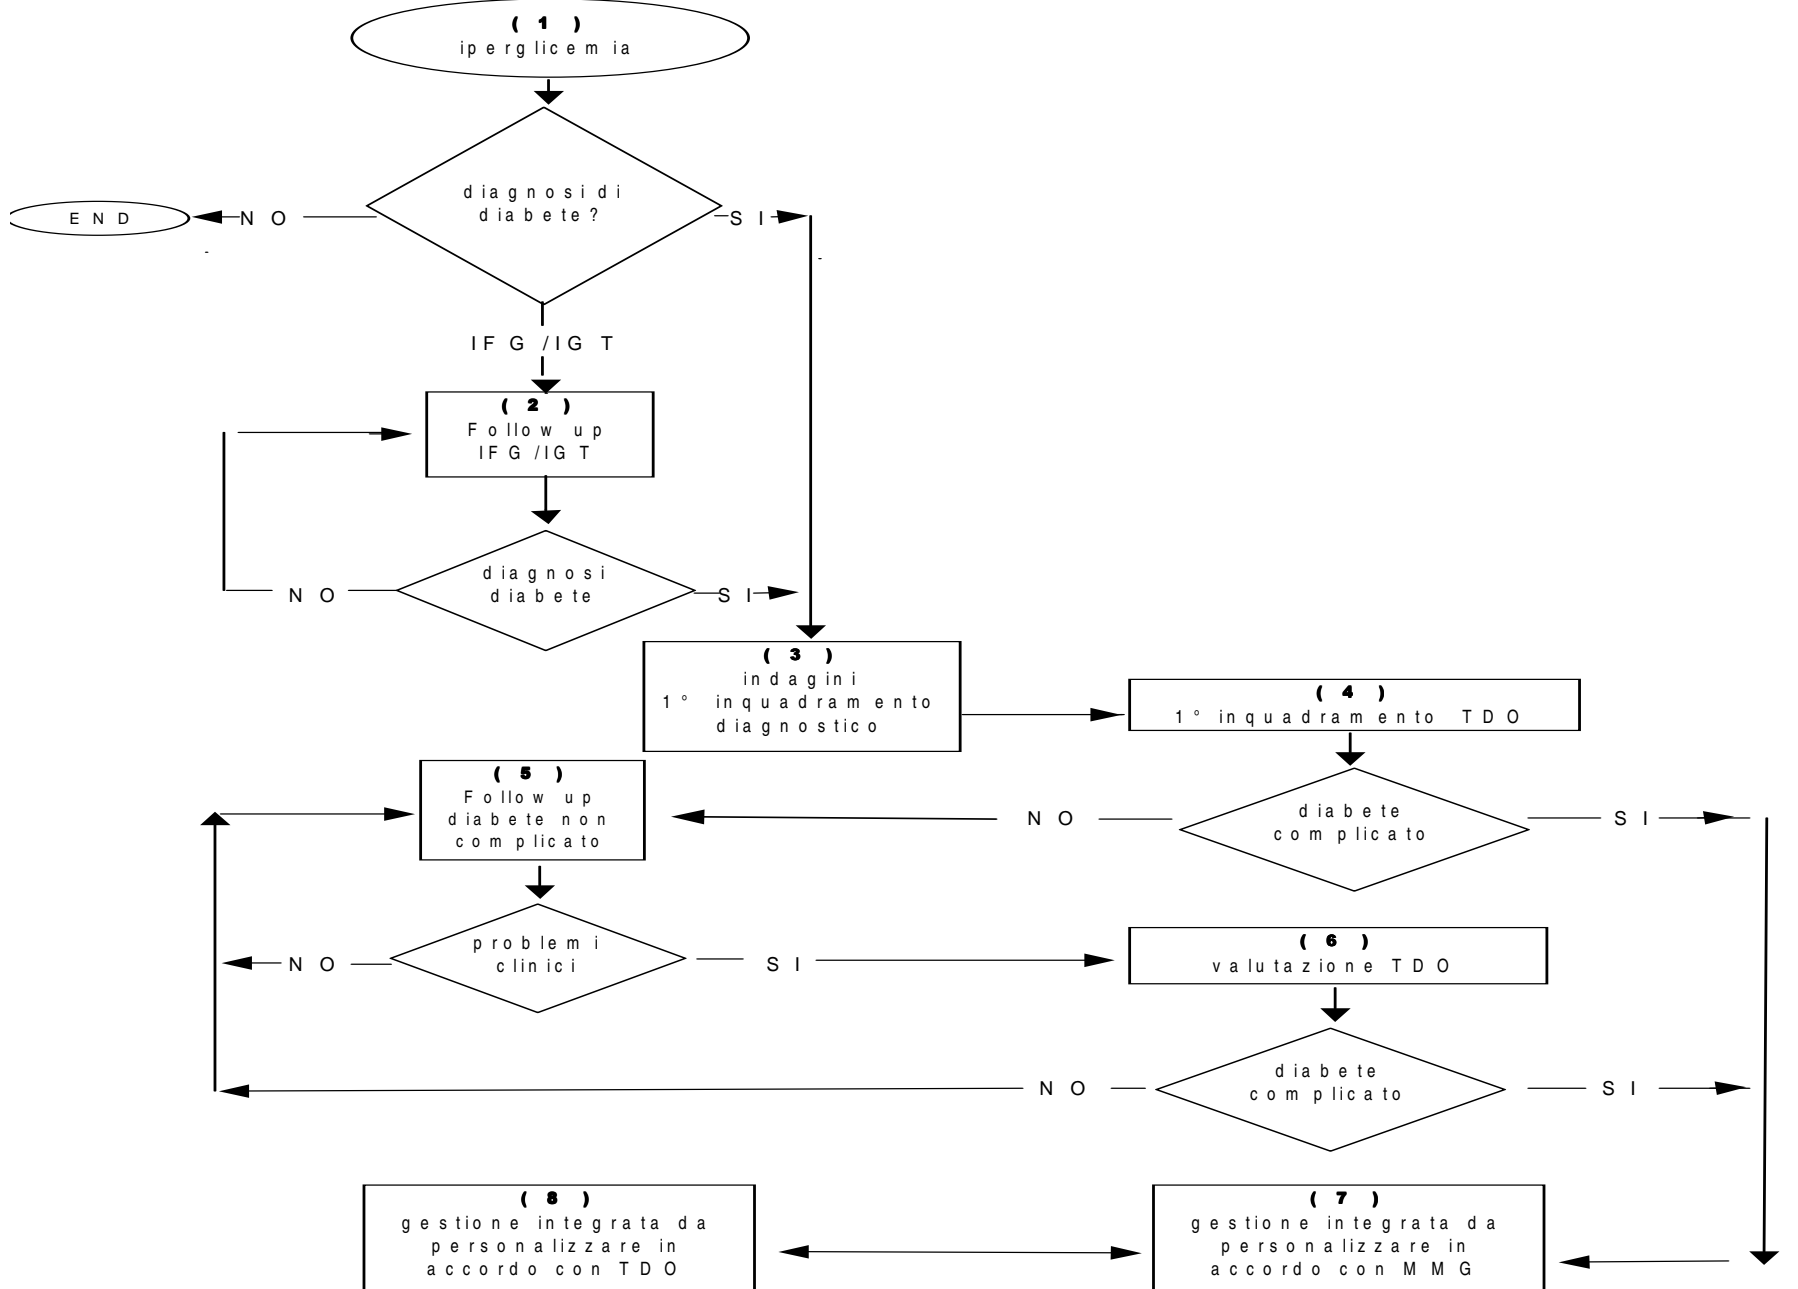 ( 1 )
iperglicemia
diagnosi di
diabete?
END
NO
SI
IFG/IGT
( 2 )
Follow up
IFG/IGT
diagnosi
diabete
NO
SI
( 3 )
indagini
1° inquadramento
diagnostico
( 4 )
1° inquadramento TDO
( 5 )
Follow up
diabete non
complicato
NO
diabete
complicato
SI
problemi
clinici
NO
SI
( 6 )
valutazione TDO
diabete
complicato
NO
SI
( 8 )
gestione integrata da
personalizzare in
accordo con TDO
( 7 )
gestione integrata da
personalizzare in
accordo con MMG